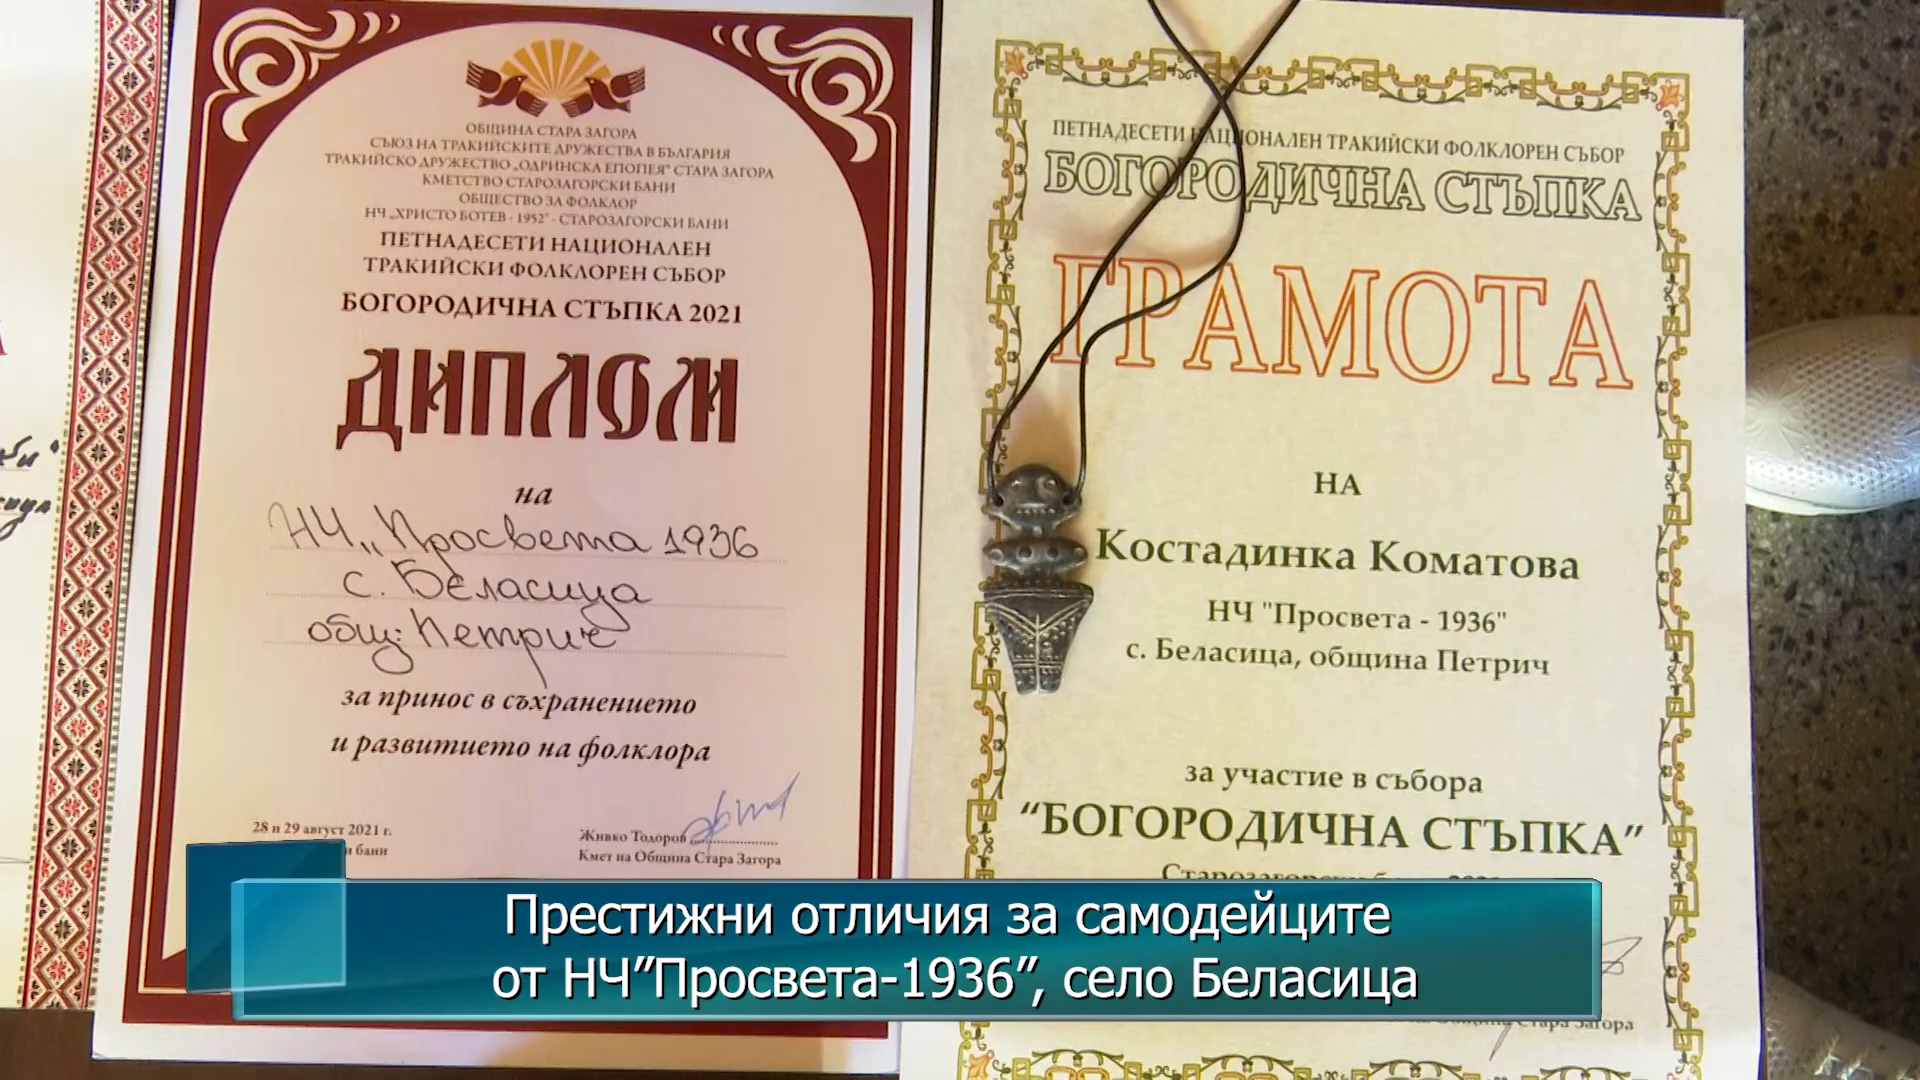 ОБЩИНА СТАРА ЗАГОРА
СЪЮЗ НА ТРАКИЙСКИТЕ ДРУЖЕСТВА В БЪЛГАРИЯ
ТРАКИЙСКО ДРУЖЕСТВО „ОДРИНСКА ЕПОПЕЯ" СТАРА ЗАГОРА
КМЕТСТВО СТАРОЗАГОРСКИ БАНИ
ОБЩЕСТВО ЗА ФОЛКЛОР
НЧ „ХРИСТО БОТЕВ - 1952" - СТАРОЗАГОРСКИ БАНИ
ПЕТНАДЕСЕТИ НАЦИОНАЛЕН
ТРАКИЙСКИ ФОЛКЛОРЕН СЪБОР
БОГОРОДИЧНА СТЪПКА 2021
ДИПЛОМ
на
НЧ „Просвета 1936
с. Беласица
общ: Петрич
за принос в съхранението
и развитието на фолклора
28 и 29 август 2021 г.
и бани
Живко Тодоров
Кмет на Община Стара Загора
ПЕТНАДЕСЕТИ НАЦИОНАЛЕН ТРАКИЙСКИ ФОЛКЛОРЕН СЪБОР
БОГОРОДИЧНА СТЪПКА
ГРАМОТА
НА
Костадинка Коматова
НЧ "Просвета - 1936"
с. Беласица, община Петрич
за участие в събора
“БОГОРОДИЧНА СТЪПКА”
Община Стара Загора
Престижни отличия за самодейците
от НЧ”Просвета-1936”, село Беласица